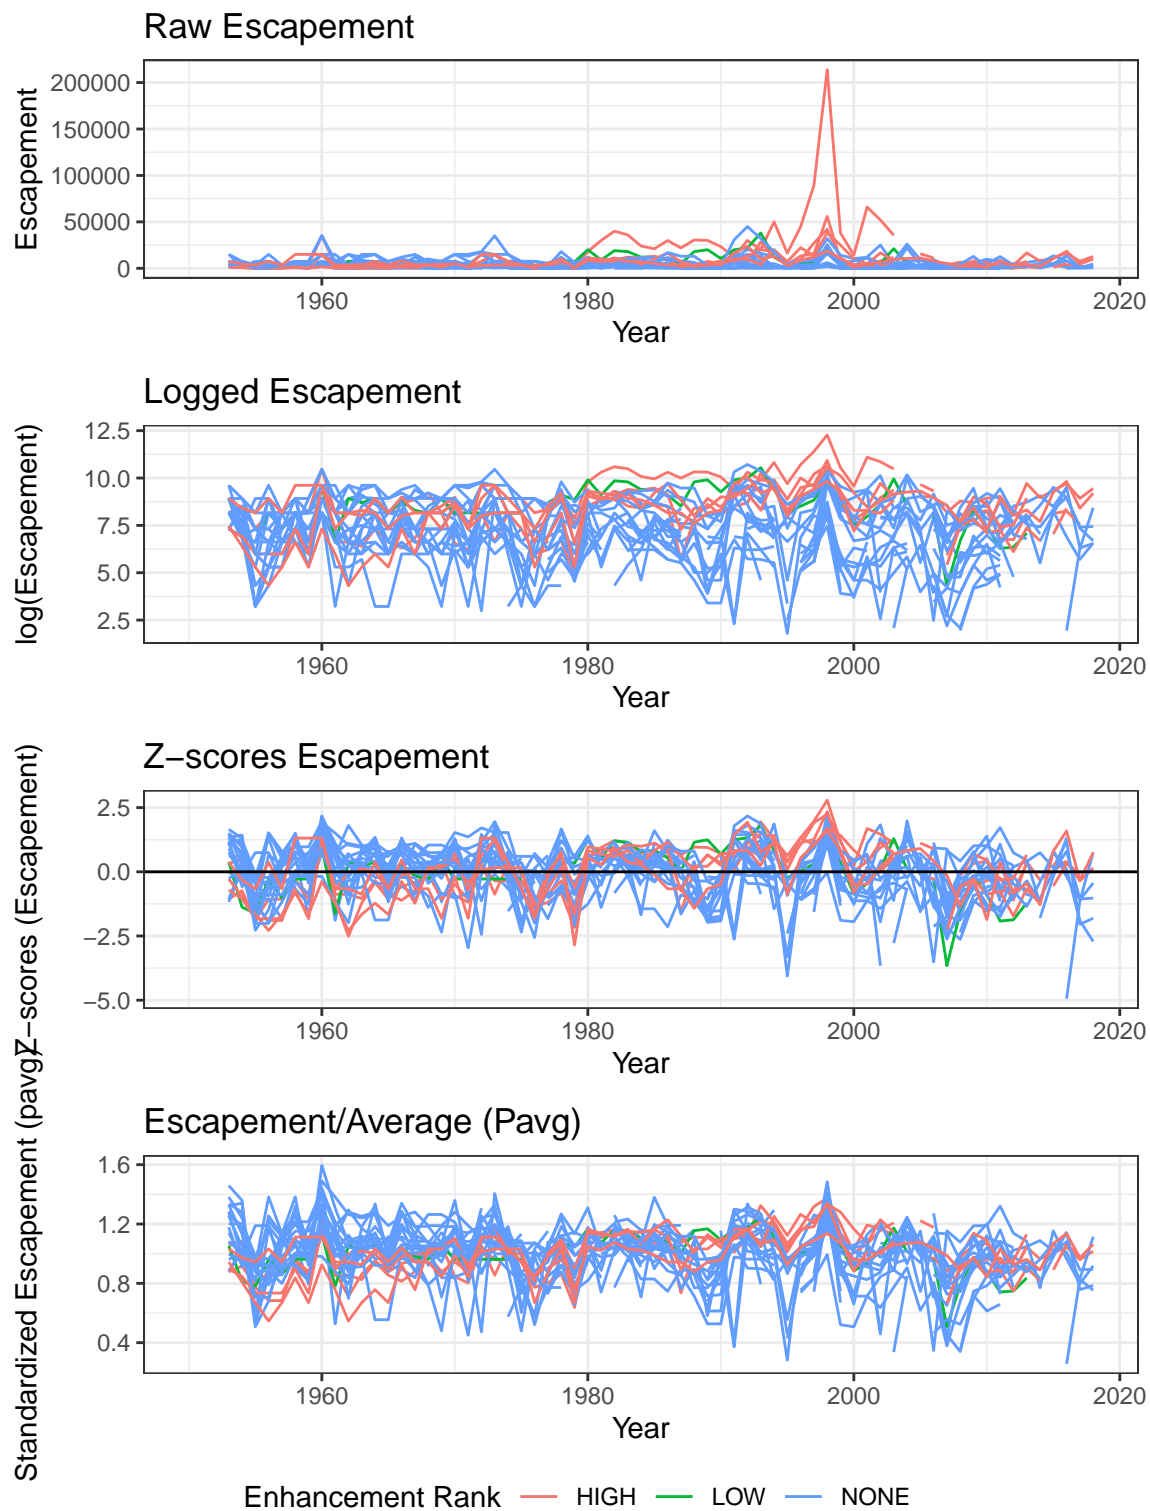 Raw Escapement
Escapement
200000
150000
100000
50000
0
1960
1980
2000
2020
Year
Logged Escapement
log(Escapement)
12.5
10.0
7.5
5.0
2.5
1960
1980
2000
2020
Year
Z−scores Escapement
Z−scores (Escapement)
2.5
0.0
−2.5
−5.0
1960
1980
2000
2020
Year
Escapement/Average (Pavg)
Standardized Escapement (pavg)
1.6
1.2
0.8
0.4
1960
1980
2000
2020
Year
Enhancement Rank HIGH LOW NONE